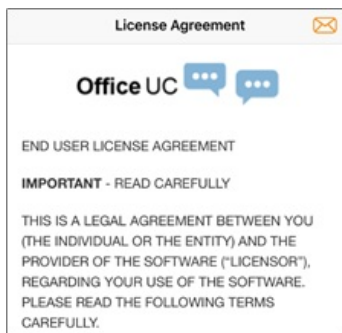 License Agreement
Office UC
END USER LICENSE AGREEMENT
IMPORTANT - READ CAREFULLY
THIS IS A LEGAL AGREEMENT BETWEEN YOU
(THE INDIVIDUAL OR THE ENTITY) AND THE
PROVIDER OF THE SOFTWARE (“LICENSOR”),
REGARDING YOUR USE OF THE SOFTWARE.
PLEASE READ THE FOLLOWING TERMS
CAREFULLY.